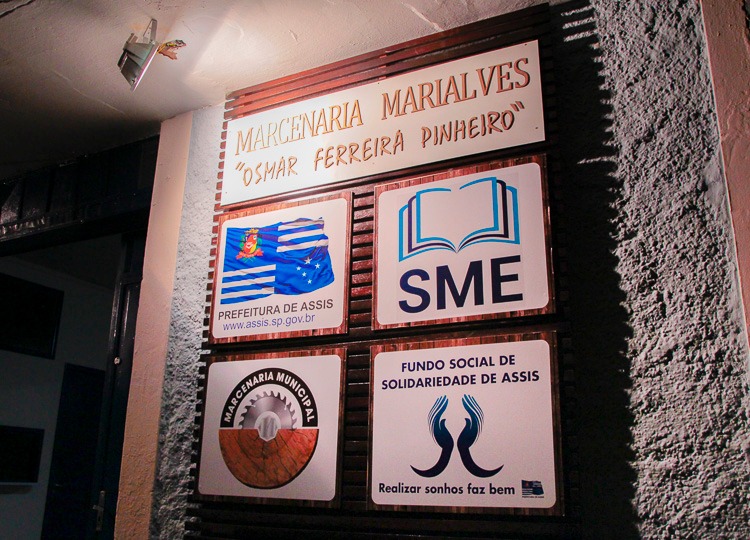 MARCENARIA MARIALVES
"OSMAR FERREIRA PINHEIRO"
PREFEITURA DE ASSIS
www.assis.sp.gov.br
SME
MARCENARIA MUNICIPAL
FUNDO SOCIAL DE
SOLIDARIEDADE DE ASSIS
Realizar sonhos faz bem